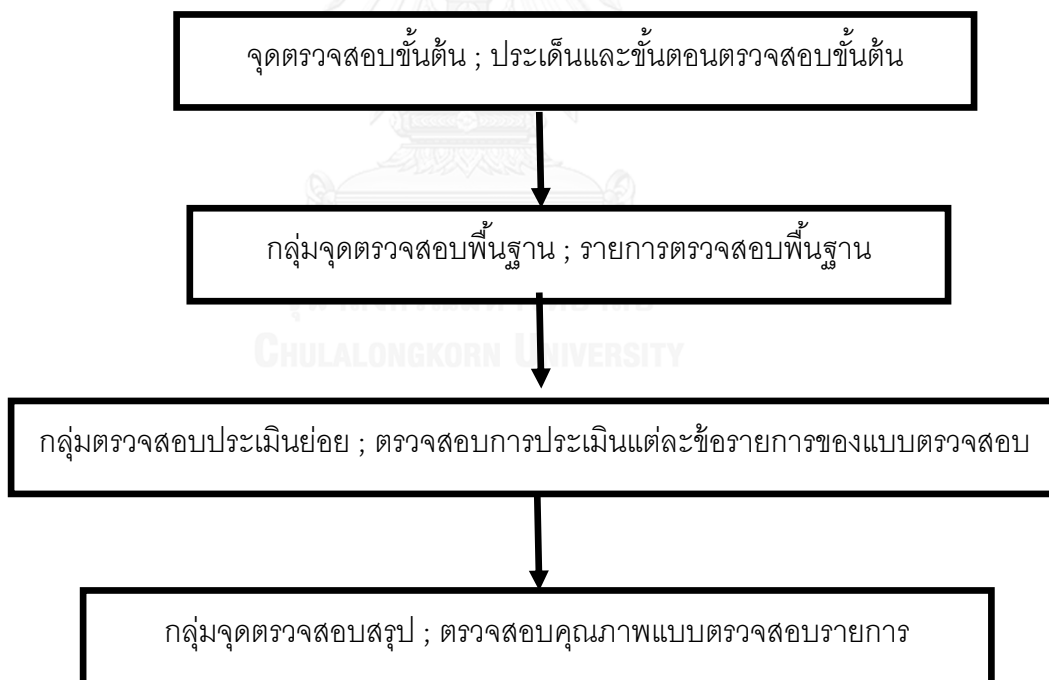 จุดตรวจสอบขั้นต้น ; ประเด็นและขั้นตอนตรวจสอบขั้นต้น
กลุ่มจุดตรวจสอบพื้นฐาน ; รายการตรวจสอบพื้นฐาน
CHULALONGKORN UNIVERSITY
กลุ่มตรวจสอบประเมินย่อย ; ตรวจสอบการประเมินแต่ละข้อรายการของแบบตรวจสอบ
กลุ่มจุดตรวจสอบสรุป ; ตรวจสอบคุณภาพแบบตรวจสอบรายการ